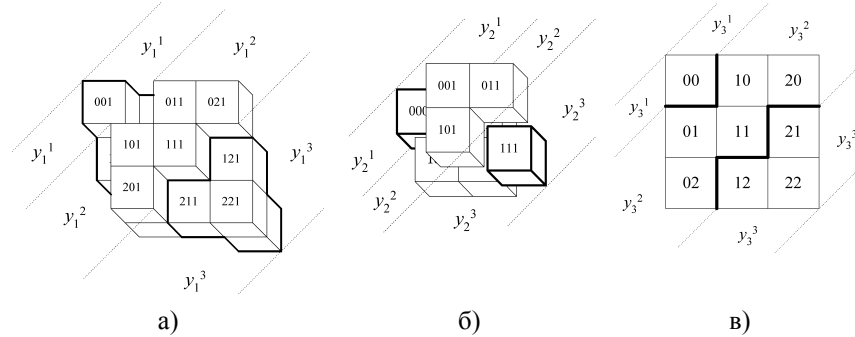 y₁¹ y₁²
001 011 021
101 111
121
201
211 221
y₁¹
y₁²
y₁³
y₁³
а)
y₂¹
y₂²
001 011
000
101
111
y₂¹
y₂²
y₂³
y₂³
б)
y₃¹
y₃²
00 10 20
01 11 21
02 12 22
y₃¹
y₃²
y₃³
y₃³
в)